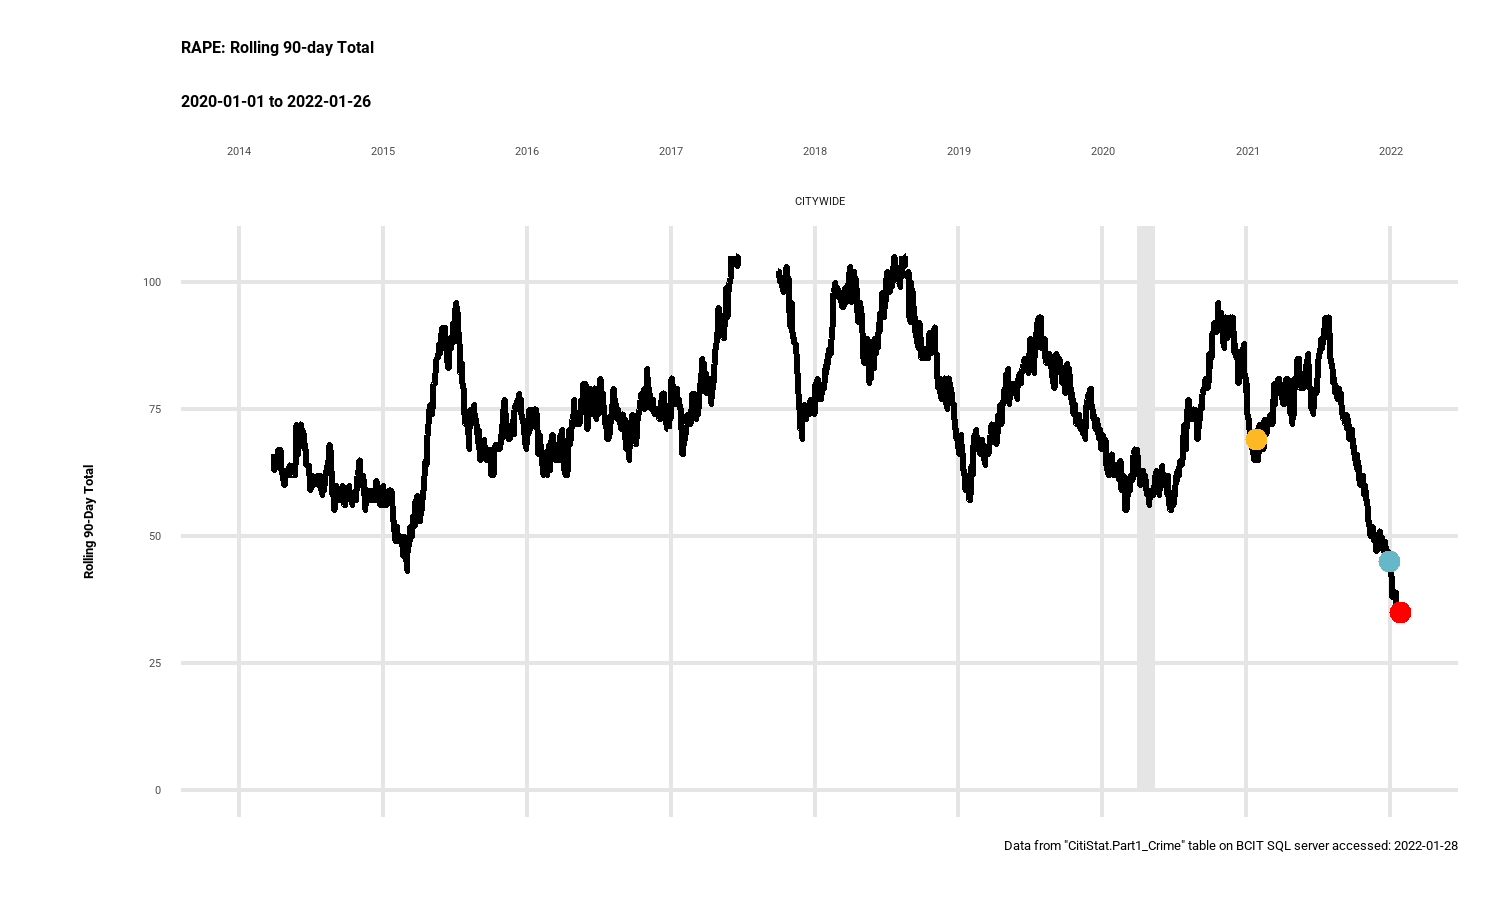 RAPE: Rolling 90-day Total
2020-01-01 to 2022-01-26
2014 2015 2016 2017 2018 2019 2020 2021 2022
CITYWIDE
100
75
50
25
0
Rolling 90-Day Total
Data from "CitiStat.Part1_Crime" table on BCIT SQL server accessed: 2022-01-28